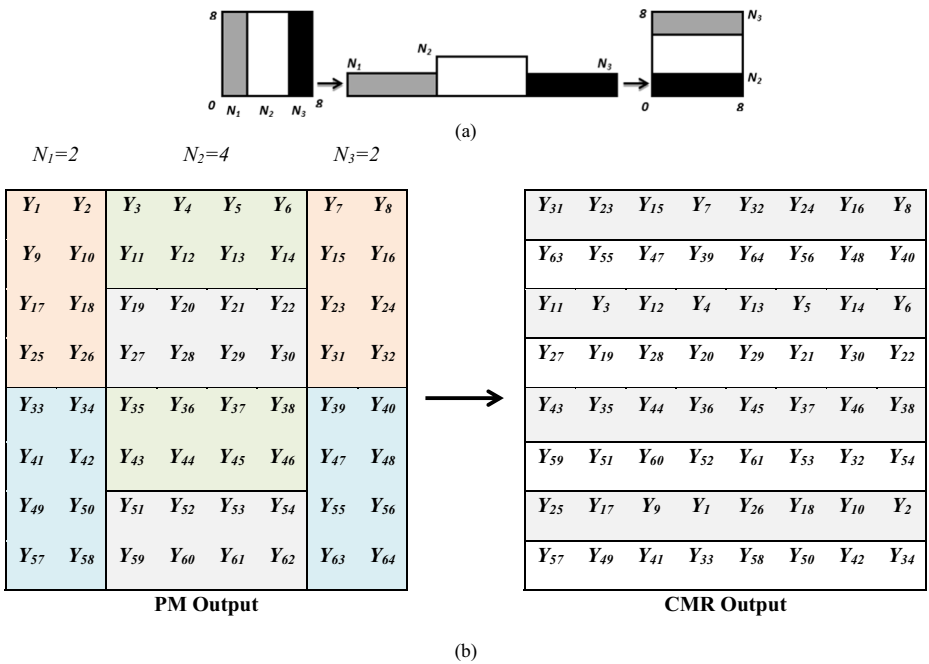 8
0 N₁ N₂ N₃ 8
N₁ N₂ N₃
8 N₃
N₂
0 8
(a)
N₁=2 N₂=4 N₃=2
Y₁ Y₂ Y₃ Y₄ Y₅ Y₆ Y₇ Y₈
Y₉ Y₁₀ Y₁₁ Y₁₂ Y₁₃ Y₁₄ Y₁₅ Y₁₆
Y₁₇ Y₁₈ Y₁₉ Y₂₀ Y₂₁ Y₂₂ Y₂₃ Y₂₄
Y₂₅ Y₂₆ Y₂₇ Y₂₈ Y₂₉ Y₃₀ Y₃₁ Y₃₂
Y₃₃ Y₃₄ Y₃₅ Y₃₆ Y₃₇ Y₃₈ Y₃₉ Y₄₀
Y₄₁ Y₄₂ Y₄₃ Y₄₄ Y₄₅ Y₄₆ Y₄₇ Y₄₈
Y₄₉ Y₅₀ Y₅₁ Y₅₂ Y₅₃ Y₅₄ Y₅₅ Y₅₆
Y₅₇ Y₅₈ Y₅₉ Y₆₀ Y₆₁ Y₆₂ Y₆₃ Y₆₄
PM Output
Y₃₁ Y₂₃ Y₁₅ Y₇ Y₃₂ Y₂₄ Y₁₆ Y₈
Y₆₃ Y₅₅ Y₄₇ Y₃₉ Y₆₄ Y₅₆ Y₄₈ Y₄₀
Y₁₁ Y₃ Y₁₂ Y₄ Y₁₃ Y₅ Y₁₄ Y₆
Y₂₇ Y₁₉ Y₂₈ Y₂₀ Y₂₉ Y₂₁ Y₃₀ Y₂₂
Y₄₃ Y₃₅ Y₄₄ Y₃₆ Y₄₅ Y₃₇ Y₄₆ Y₃₈
Y₅₉ Y₅₁ Y₆₀ Y₅₂ Y₆₁ Y₅₃ Y₃₂ Y₅₄
Y₂₅ Y₁₇ Y₉ Y₁ Y₂₆ Y₁₈ Y₁₀ Y₂
Y₅₇ Y₄₉ Y₄₁ Y₃₃ Y₅₈ Y₅₀ Y₄₂ Y₃₄
CMR Output
(b)